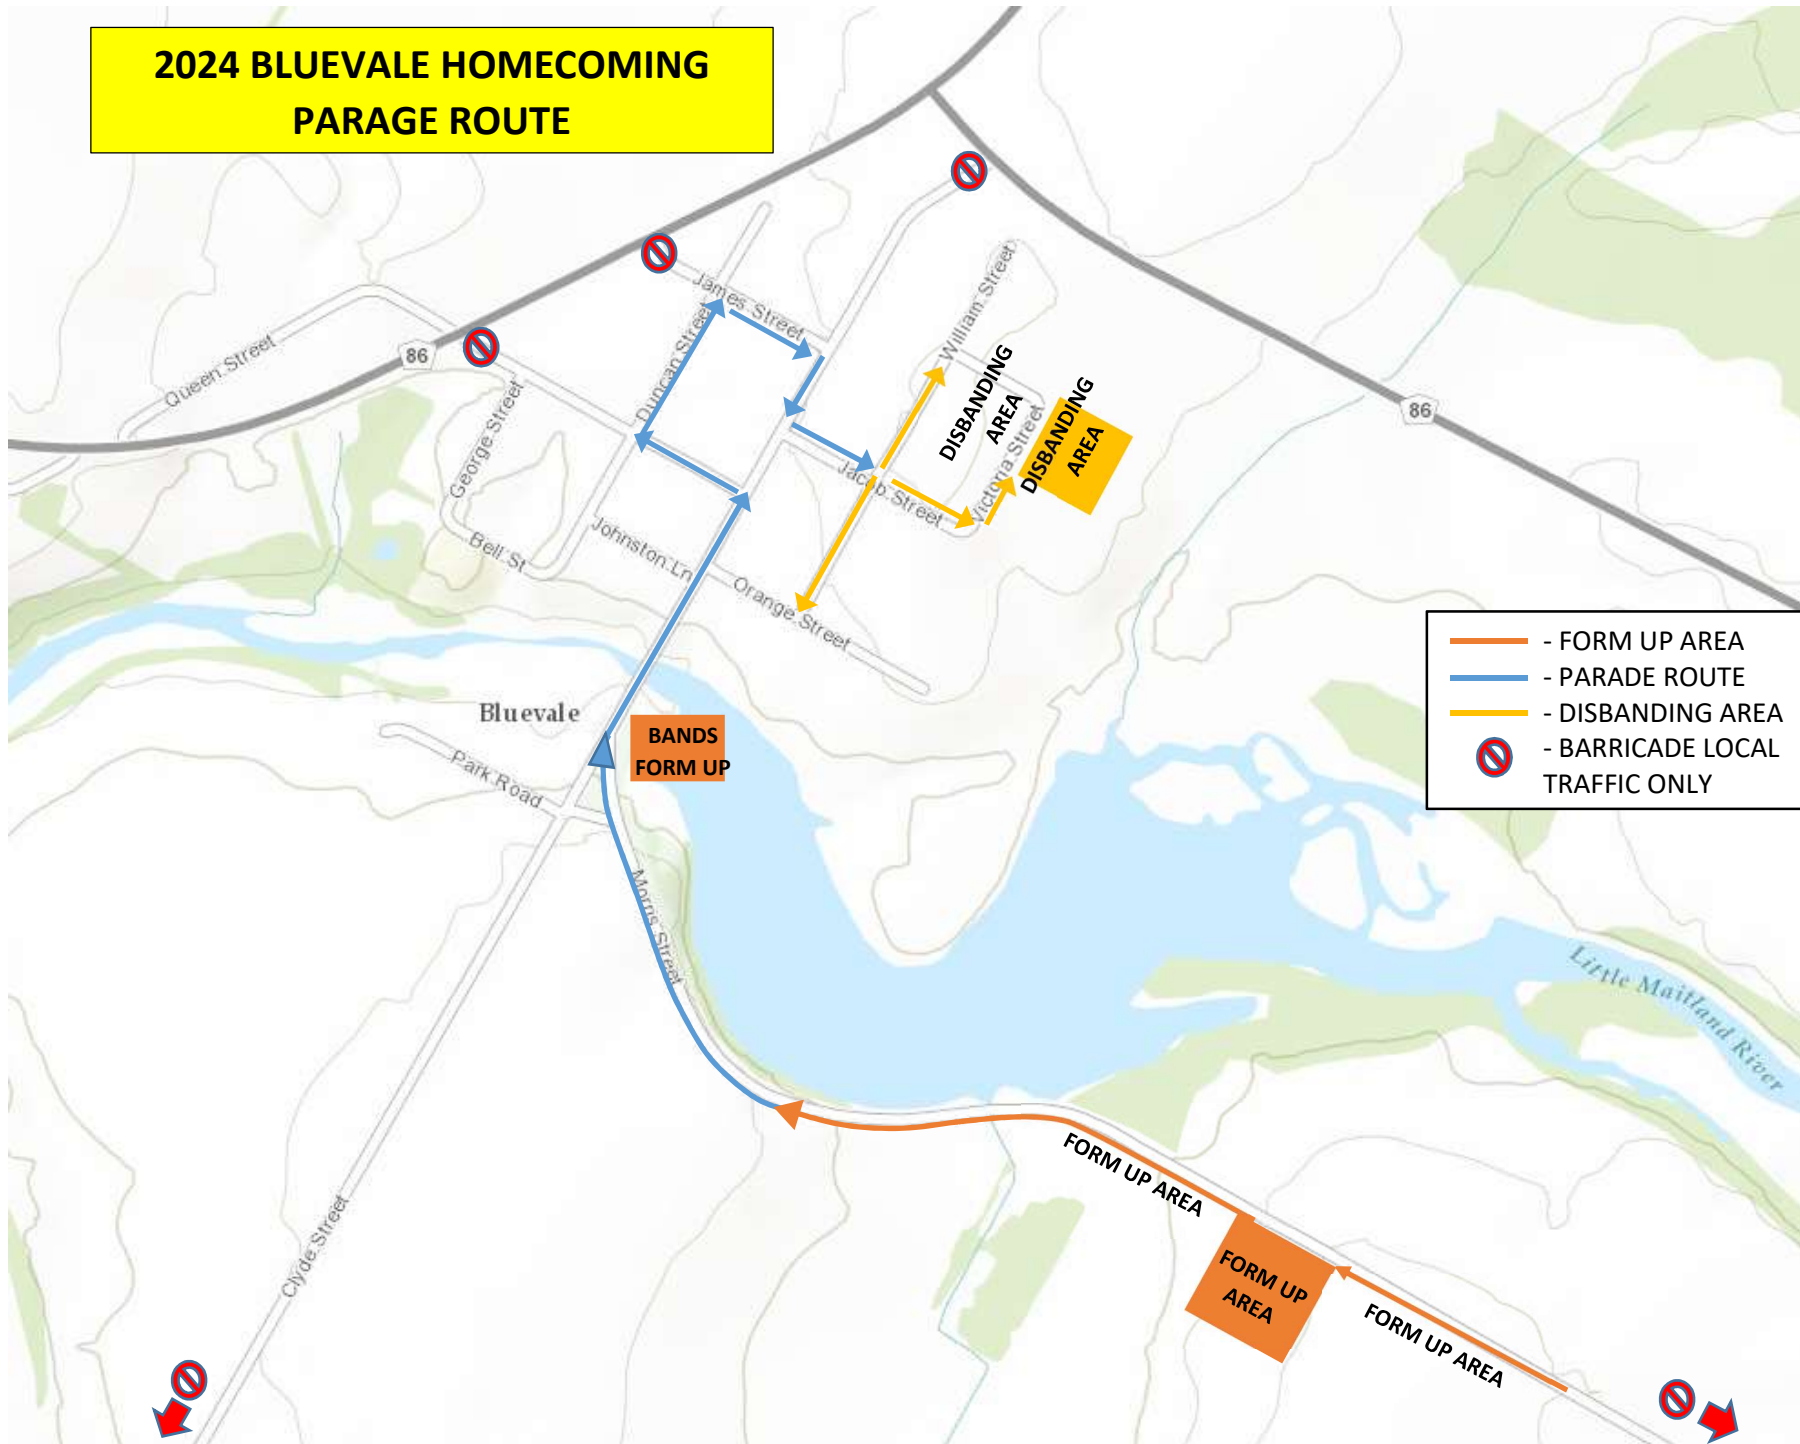 2024 BLUEVALE HOMECOMING
PARAGE ROUTE
James Street
Duncan Street
William Street
Queen Street
86
George Street
DISBANDING
AREA
Victoria Street
DISBANDING
AREA
86
Jacob Street
Johnston Ln
Bell St
Orange Street
- FORM UP AREA
- PARADE ROUTE
- DISBANDING AREA
- BARRICADE LOCAL
TRAFFIC ONLY
Bluevale
BANDS
FORM UP
Park Road
Morris Street
Little Maitland River
Clyde Street
FORM UP AREA
FORM UP
AREA
FORM UP AREA